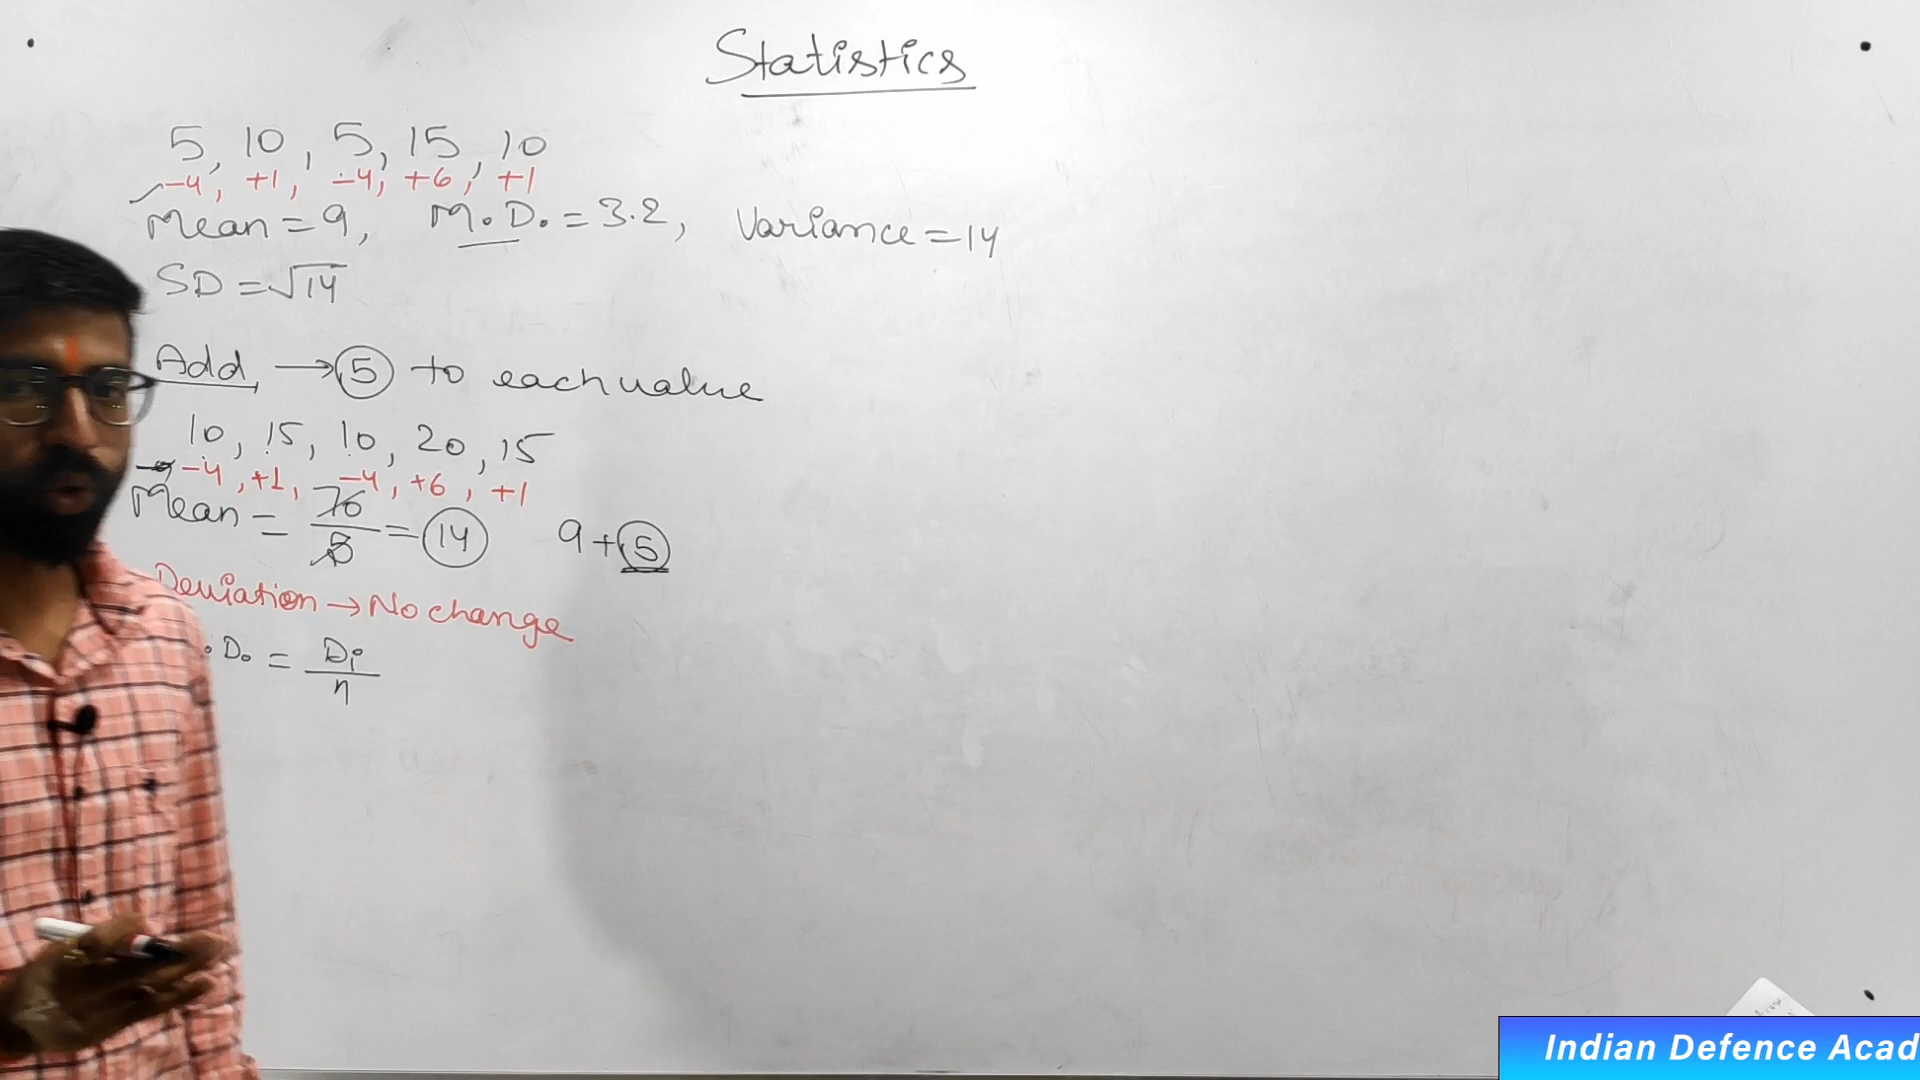 Statistics
5, 10, 5, 15, 10
-4, +1, -4, +6, +1
Mean = 9, M.D. = 3.2, Variance = 14
SD = √14
Add → 5 to each value
10, 15, 10, 20, 15
-4, +1, -4, +6, +1
Mean = 70/5 = 14 9+5
Deviation → No change
.D. = Di/n
Indian Defence Acad